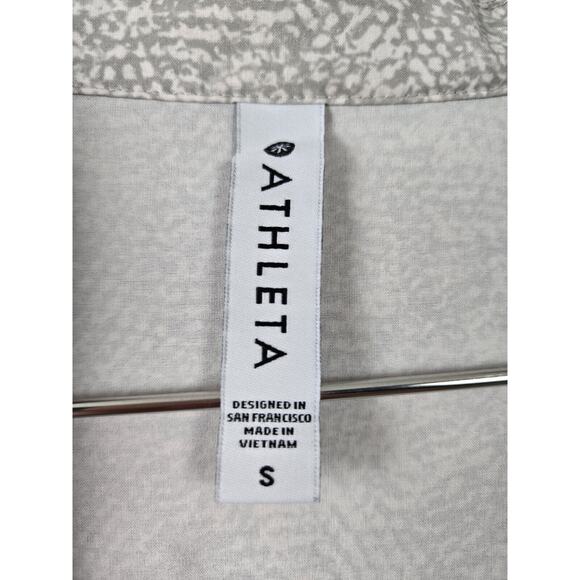 ATHLETA
DESIGNED IN
SAN FRANCISCO
MADE IN
VIETNAM
S